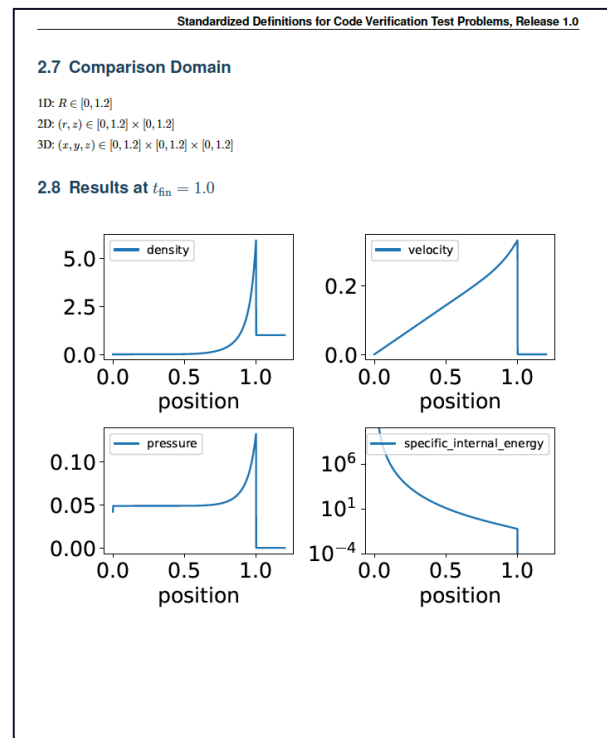 Standardized Definitions for Code Verification Test Problems, Release 1.0
2.7 Comparison Domain
1D: R ∈ [0, 1.2]
2D: (r, z) ∈ [0, 1.2] × [0, 1.2]
3D: (x, y, z) ∈ [0, 1.2] × [0, 1.2] × [0, 1.2]
2.8 Results at t_fin = 1.0
density
5.0
2.5
0.0
0.0 0.5 1.0
position
velocity
0.2
0.0
0.0 0.5 1.0
position
pressure
0.10
0.05
0.00
0.0 0.5 1.0
position
specific_internal_energy
10^6
10^1
10^-4
0.0 0.5 1.0
position